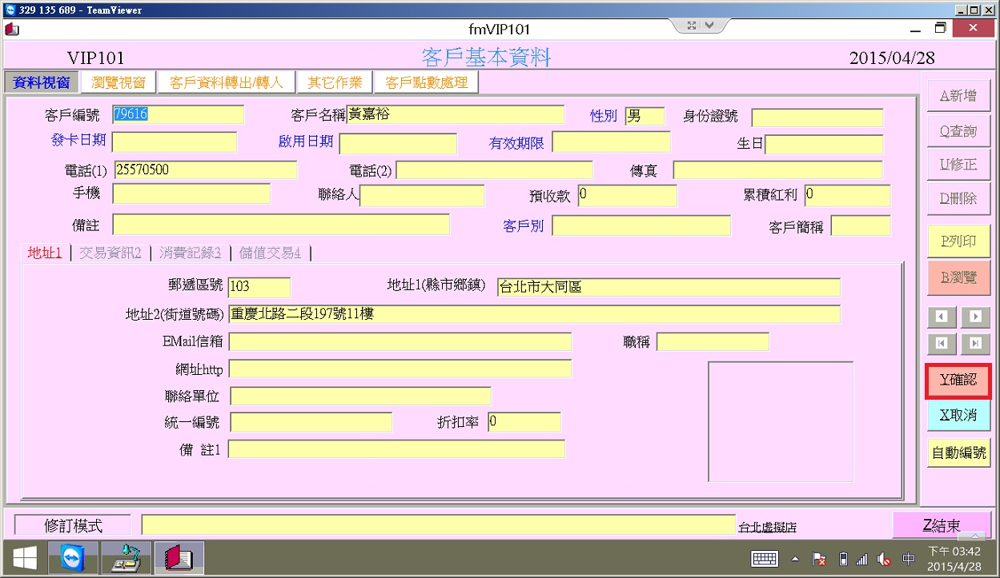 329 135 689 - TeamViewer
fmVIP101
VIP101 客戶基本資料 2015/04/28
資料視窗 瀏覽視窗 客戶資料轉出/轉入 其它作業 客戶點數處理
A新增
客戶編號 79616 客戶名稱 黃嘉裕 性別 男 身份證號
Q查詢
發卡日期 啟用日期 有效期限 生日
電話(1) 25570500 電話(2) 傳真
U修正
手機 聯絡人 預收款 0 累積紅利 0
D刪除
備註 客戶別 客戶簡稱
P列印
地址1 交易資訊2 消費記錄3 儲值交易4
B瀏覽
郵遞區號 103 地址1(縣市鄉鎮) 台北市大同區
地址2(街道號碼) 重慶北路二段197號11樓
EMail信箱 職稱
網址http
Y確認
聯絡單位
X取消
統一編號 折扣率 0
備 註1
自動編號
修訂模式 台北虛擬店 Z結束
中 下午 03:42
2015/4/28